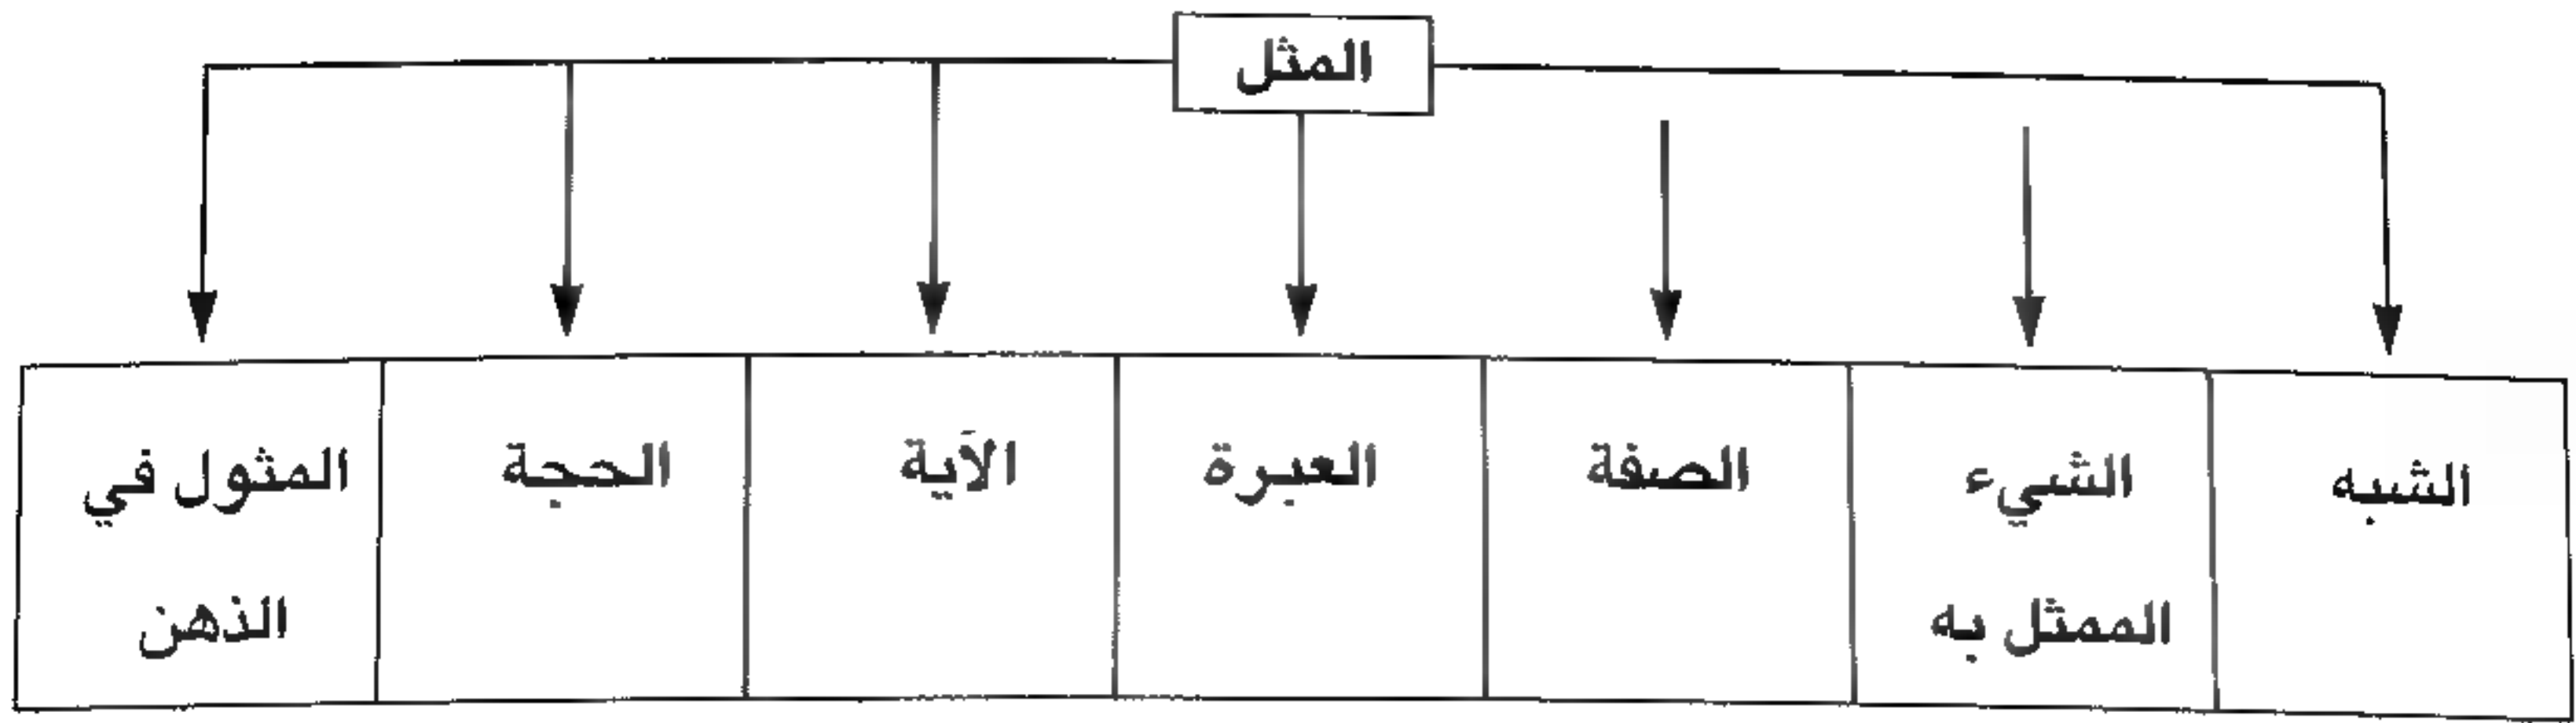 المثل
الشبه
الشيء
الممثل به
الصفة
العبرة
الآية
الحجة
المثول في
الذهن